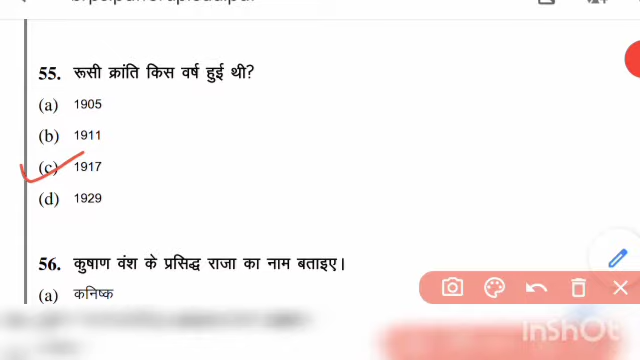 55. रूसी क्रांति किस वर्ष हुई थी?
(a) 1905
(b) 1911
(c) 1917
(d) 1929
56. कुषाण वंश के प्रसिद्ध राजा का नाम बताइए।
(a) कनिष्क
InShOt